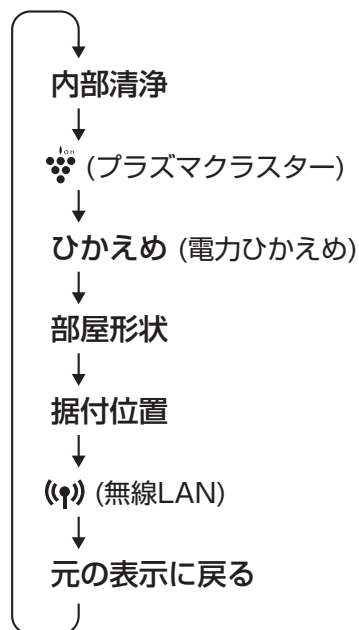 内部清浄
ion (プラズマクラスター)
ひかえめ (電力ひかえめ)
部屋形状
据付位置
(無線LAN)
元の表示に戻る